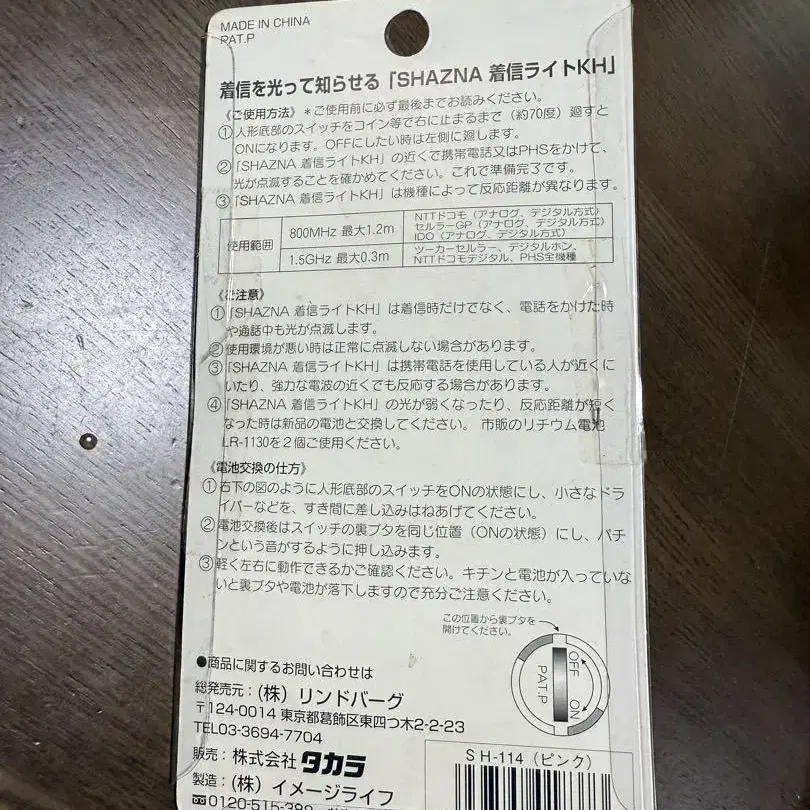 MADE IN CHINA
PAT.P
着信を光って知らせる「SHAZNA 着信ライトKH」
《ご使用方法》＊ご使用前に必ず最後までお読みください。
①人形底部のスイッチをコイン等で右に止まるまで（約70度）廻すと
ONになります。OFFにしたい時は左側に廻します。
②「SHAZNA 着信ライトKH」の近くで携帯電話又はPHSをかけて、
光が点滅することを確かめてください。これで準備完了です。
③「SHAZNA 着信ライトKH」は機種によって反応距離が異なります。
使用範囲
800MHz 最大1.2m
NTTドコモ（アナログ、デジタル方式）
セルラーGP（アナログ、デジタル方式）
IDO（アナログ、デジタル方式）
1.5GHz 最大0.3m
ツーカーセルラー、デジタルホン、
NTTドコモデジタル、PHS全機種
《ご注意》
①「SHAZNA 着信ライトKH」は着信時だけでなく、電話をかけた時
や通話中も光が点滅します。
②使用環境が悪い時は正常に点滅しない場合があります。
③「SHAZNA 着信ライトKH」は携帯電話を使用している人が近くに
いたり、強力な電波の近くでも反応する場合があります。
④「SHAZNA 着信ライトKH」の光が弱くなったり、反応距離が短く
なった時は新品の電池と交換してください。 市販のリチウム電池
LR-1130を２個ご使用ください。
《電池交換の仕方》
①右下の図のように人形底部のスイッチをONの状態にし、小さなドラ
イバーなどを、すき間に差し込みはねあげてください。
②電池交換後はスイッチの裏ブタを同じ位置（ONの状態）にし、パチ
ンという音がするように押し込みます。
③軽く左右に動作できるかご確認ください。キチンと電池が入っていな
いと裏ブタや電池が落下しますので充分ご注意ください。
この位置から裏ブタを
開けてください。
OFF
ON
PAT.P
●商品に関するお問い合わせは
総発売元：（株）リンドバーグ
〒124-0014 東京都葛飾区東四つ木2-2-23
TEL03-3694-7704
販売：株式会社タカラ
製造：（株）イメージライフ
SH-114（ピンク）